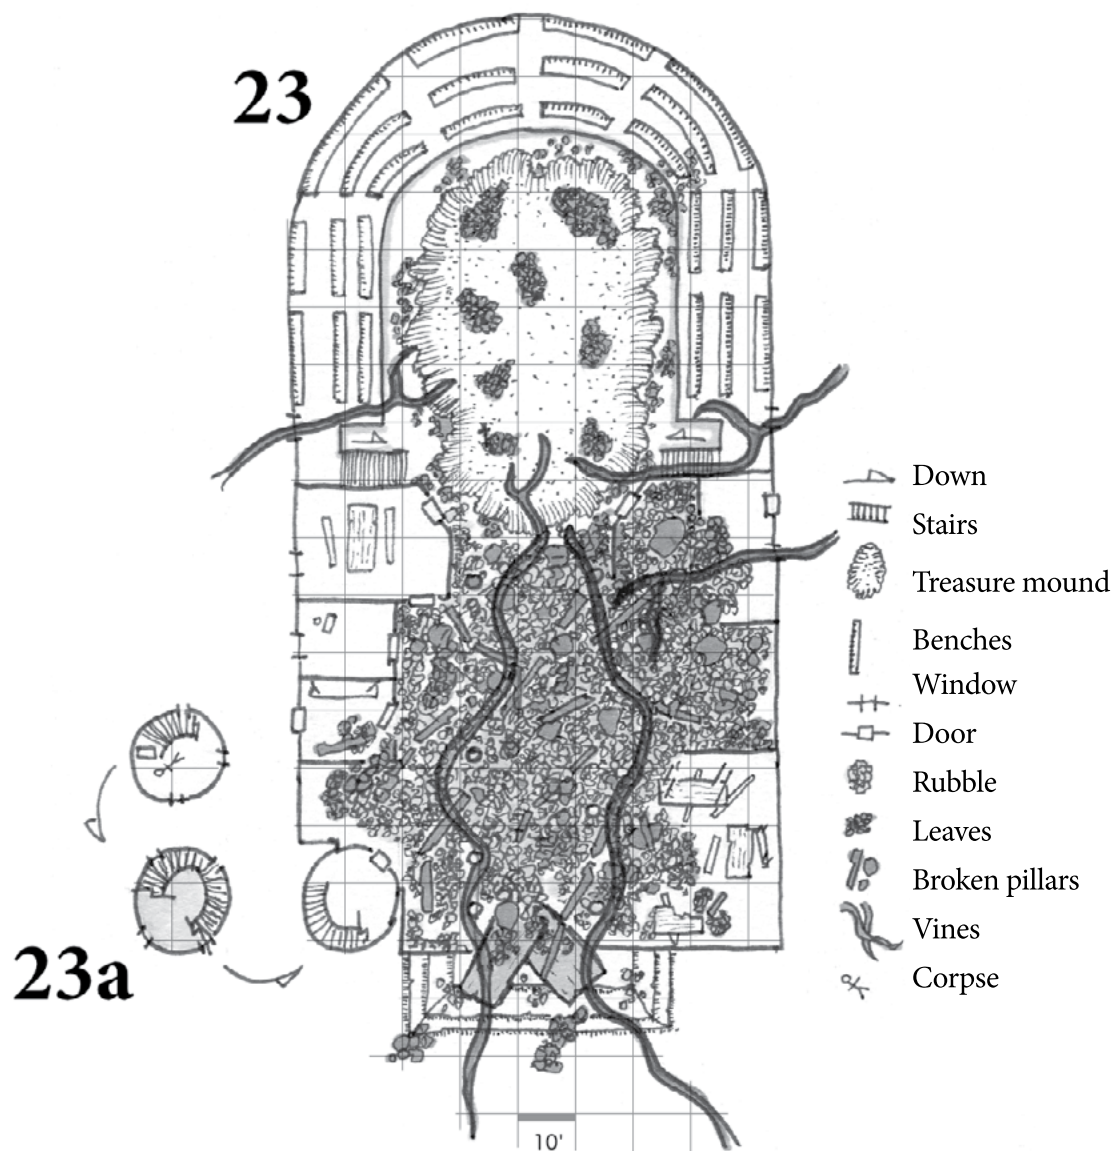 23
Down
Stairs
Treasure mound
Benches
Window
Door
Rubble
Leaves
Broken pillars
Vines
Corpse
23a
10'